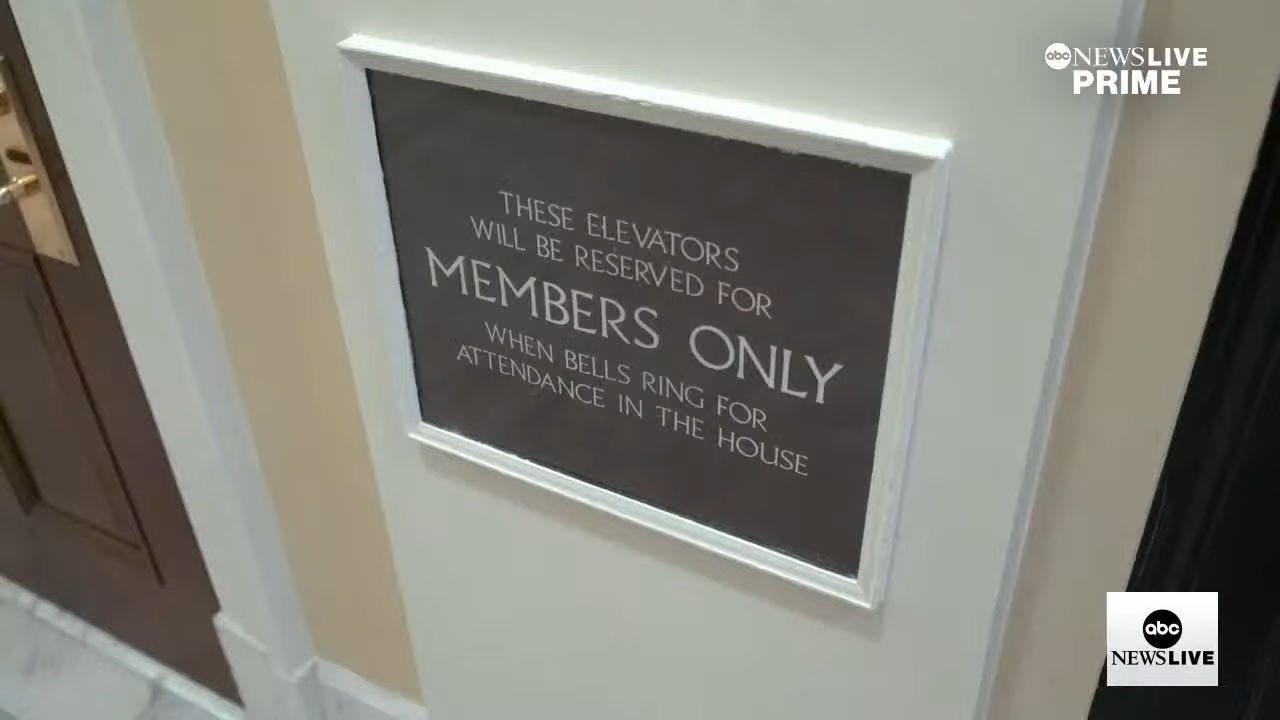 abc NEWS LIVE
PRIME
THESE ELEVATORS
WILL BE RESERVED FOR
MEMBERS ONLY
WHEN BELLS RING FOR
ATTENDANCE IN THE HOUSE
abc
NEWS LIVE